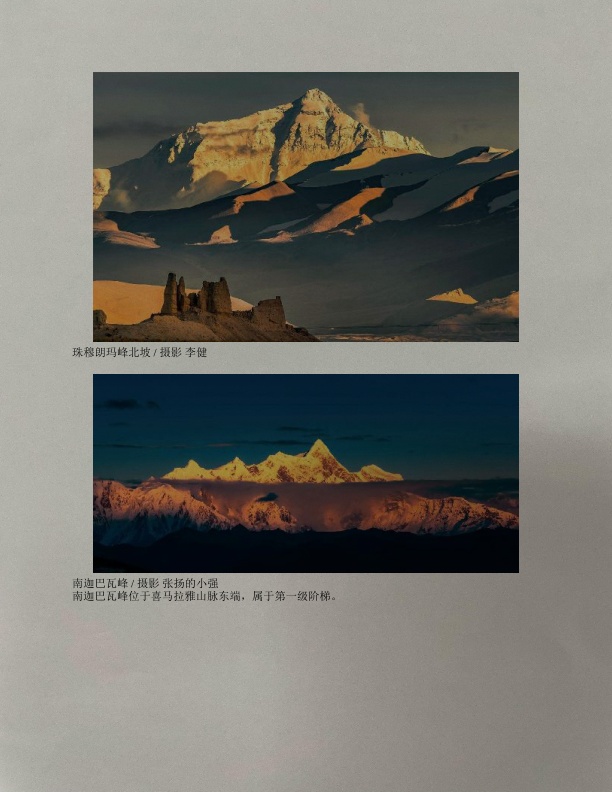 珠穆朗玛峰北坡 / 摄影 李健
南迦巴瓦峰 / 摄影 张扬的小强
南迦巴瓦峰位于喜马拉雅山脉东端，属于第一级阶梯。